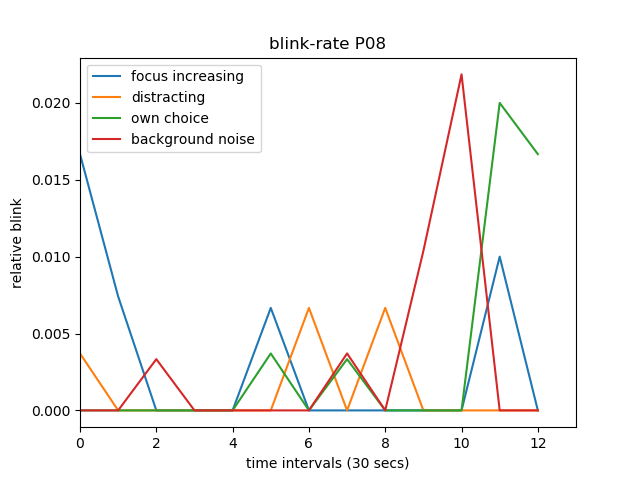 blink-rate P08
focus increasing
distracting
own choice
background noise
relative blink
0.020
0.015
0.010
0.005
0.000
0 2 4 6 8 10 12
time intervals (30 secs)